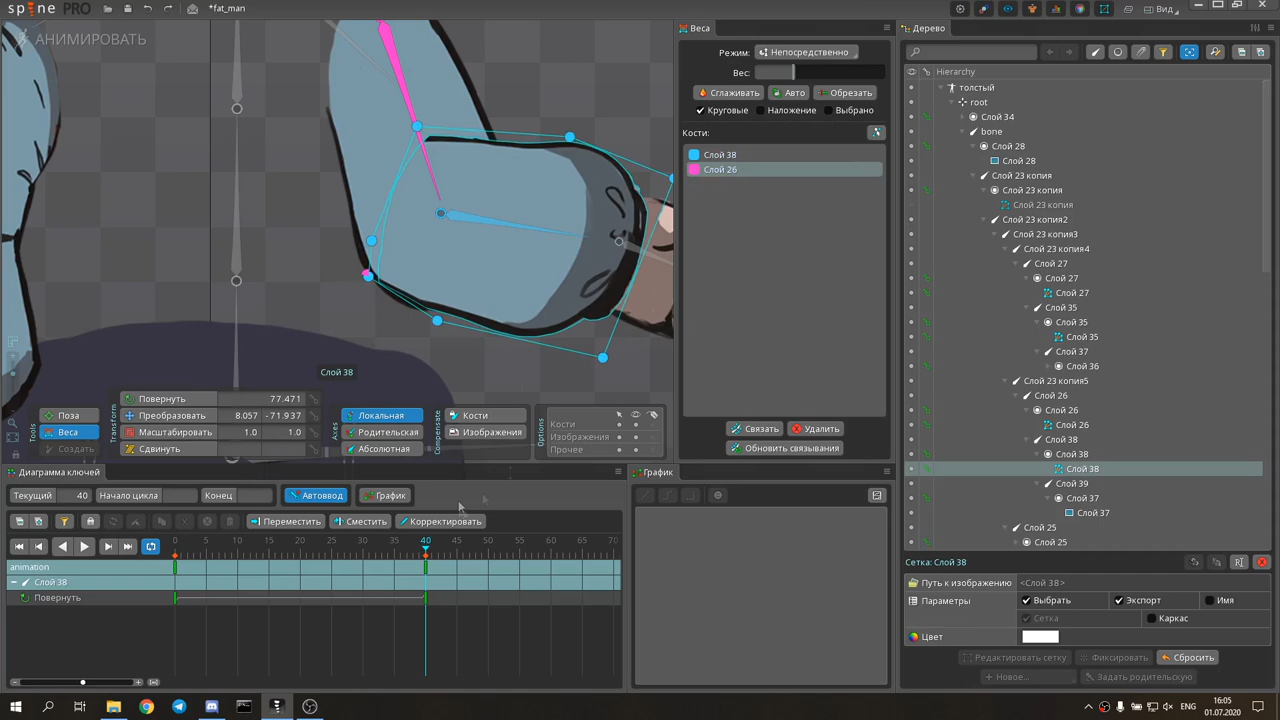 spine PRO
*fat_man
Вид
АНИМИРОВАТЬ
Веса
Дерево
Режим: Непосредственно
Вес:
Сглаживать Авто Обрезать
Круговые Наложение Выбрано
Кости:
Слой 38
Слой 26
Связать Удалить
Обновить связывания
Hierarchy
толстый
root
Слой 34
bone
Слой 28
Слой 28
Слой 23 копия
Слой 23 копия
Слой 23 копия
Слой 23 копия2
Слой 23 копия3
Слой 23 копия4
Слой 27
Слой 27
Слой 27
Слой 35
Слой 35
Слой 35
Слой 37
Слой 36
Слой 23 копия5
Слой 26
Слой 26
Слой 26
Слой 38
Слой 38
Слой 38
Слой 39
Слой 37
Слой 37
Слой 25
Слой 25
Сетка: Слой 38
Путь к изображению <Слой 38>
Параметры Выбрать Экспорт Имя
Сетка Каркас
Цвет
Редактировать сетку Фиксировать Сбросить
Новое... Задать родительскую
Слой 38
Tools
Поза
Веса
Создать
Transform
Повернуть 77.471
Преобразовать 8.057 -71.937
Масштабировать 1.0 1.0
Сдвинуть
Axes
Локальная
Родительская
Абсолютная
Compensate
Кости
Изображения
Options
Кости
Изображения
Прочее
Диаграмма ключей
График
Текущий 40 Начало цикла Конец Автоввод График
Переместить Сместить Корректировать
0 5 10 15 20 25 30 35 40 45 50 55 60 65 70
animation
Слой 38
Повернуть
ENG
16:05
01.07.2020